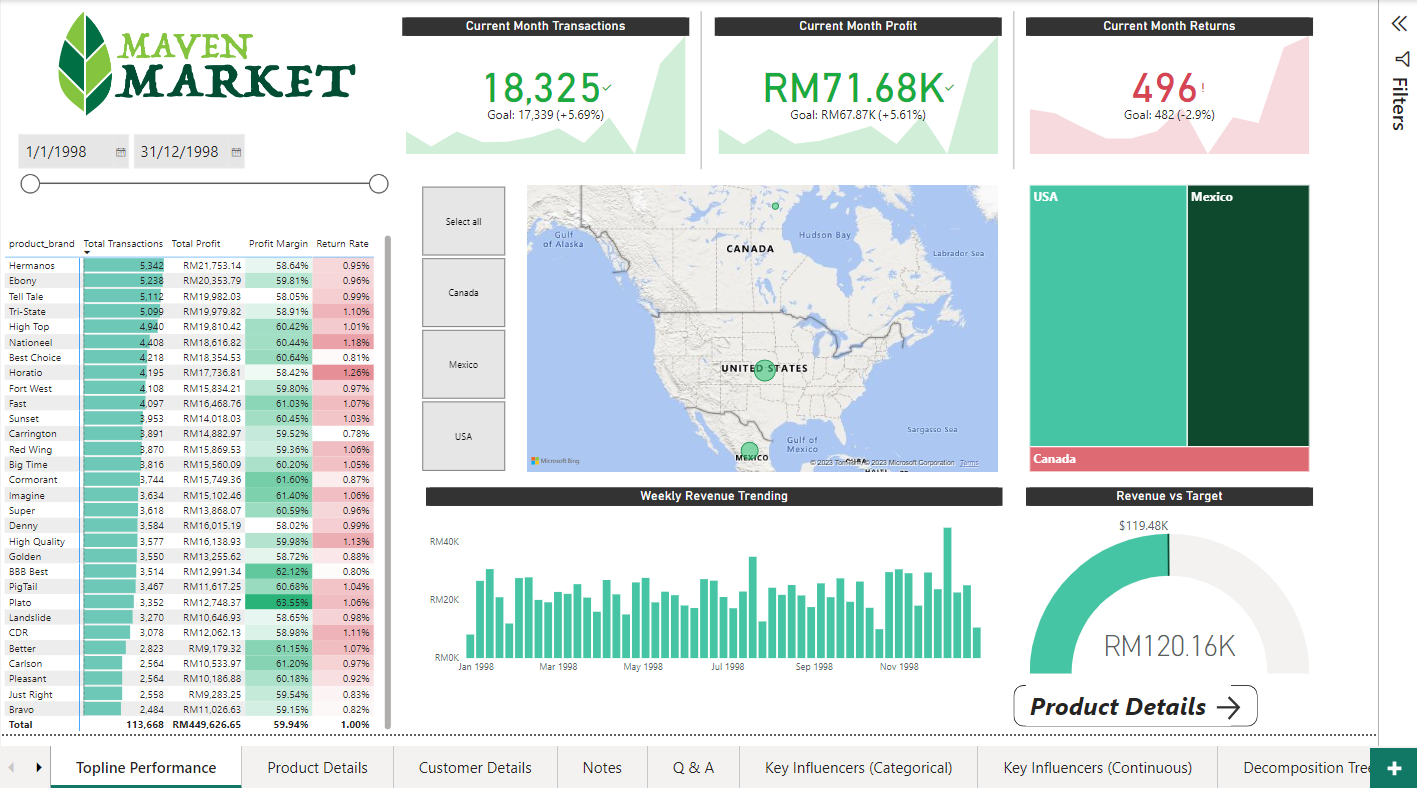 MAVEN
MARKET
1/1/1998
31/12/1998
Current Month Transactions
18,325
Goal: 17,339 (+5.69%)
Current Month Profit
RM71.68K
Goal: RM67.87K (+5.61%)
Current Month Returns
496!
Goal: 482 (-2.9%)
Filters
product_brand Total Transactions Total Profit Profit Margin Return Rate
Hermanos 5,342 RM21,753.14 58.64% 0.95%
Ebony 5,238 RM20,353.79 59.81% 0.96%
Tell Tale 5,112 RM19,982.03 58.05% 0.99%
Tri-State 5,099 RM19,979.82 58.91% 1.10%
High Top 4,940 RM19,810.42 60.42% 1.01%
Nationeel 4,408 RM18,616.82 60.44% 1.18%
Best Choice 4,218 RM18,354.53 60.64% 0.81%
Horatio 4,195 RM17,736.81 58.42% 1.26%
Fort West 4,108 RM15,834.21 59.80% 0.97%
Fast 4,097 RM16,468.76 61.03% 1.07%
Sunset 3,953 RM14,018.03 60.45% 1.03%
Carrington 3,891 RM14,882.97 59.52% 0.78%
Red Wing 3,870 RM15,869.53 59.36% 1.06%
Big Time 3,816 RM15,560.09 60.20% 1.05%
Cormorant 3,744 RM15,749.36 61.60% 0.87%
Imagine 3,634 RM15,102.46 61.40% 1.06%
Super 3,618 RM13,868.07 60.59% 0.96%
Denny 3,584 RM16,015.19 58.02% 0.99%
High Quality 3,577 RM16,138.93 59.98% 1.13%
Golden 3,550 RM13,255.62 58.72% 0.88%
BBB Best 3,514 RM12,991.34 62.12% 0.80%
PigTail 3,467 RM11,617.25 60.68% 1.04%
Plato 3,352 RM12,748.37 63.55% 1.06%
Landslide 3,270 RM10,646.93 58.65% 0.98%
CDR 3,078 RM12,062.13 58.98% 1.11%
Better 2,823 RM9,179.32 61.15% 1.07%
Carlson 2,564 RM10,533.97 61.20% 0.97%
Pleasant 2,564 RM10,186.88 60.18% 0.92%
Just Right 2,558 RM9,283.25 59.54% 0.83%
Bravo 2,484 RM11,026.63 59.15% 0.82%
Total 113,668 RM449,626.65 59.94% 1.00%
Select all
Canada
Mexico
USA
Gulf
of Alaska
CANADA
Hudson Bay
Labrador Sea
UNITED STATES
Sargasso Sea
Gulf of
Mexico
MEXICO
CUBA
Microsoft Bing
© 2023 TomTom, © 2023 Microsoft Corporation Terms
USA
Mexico
Canada
Weekly Revenue Trending
RM40K
RM20K
RM0K
Jan 1998 Mar 1998 May 1998 Jul 1998 Sep 1998 Nov 1998
Revenue vs Target
$119.48K
RM120.16K
Product Details
Topline Performance
Product Details
Customer Details
Notes
Q & A
Key Influencers (Categorical)
Key Influencers (Continuous)
Decomposition Tree